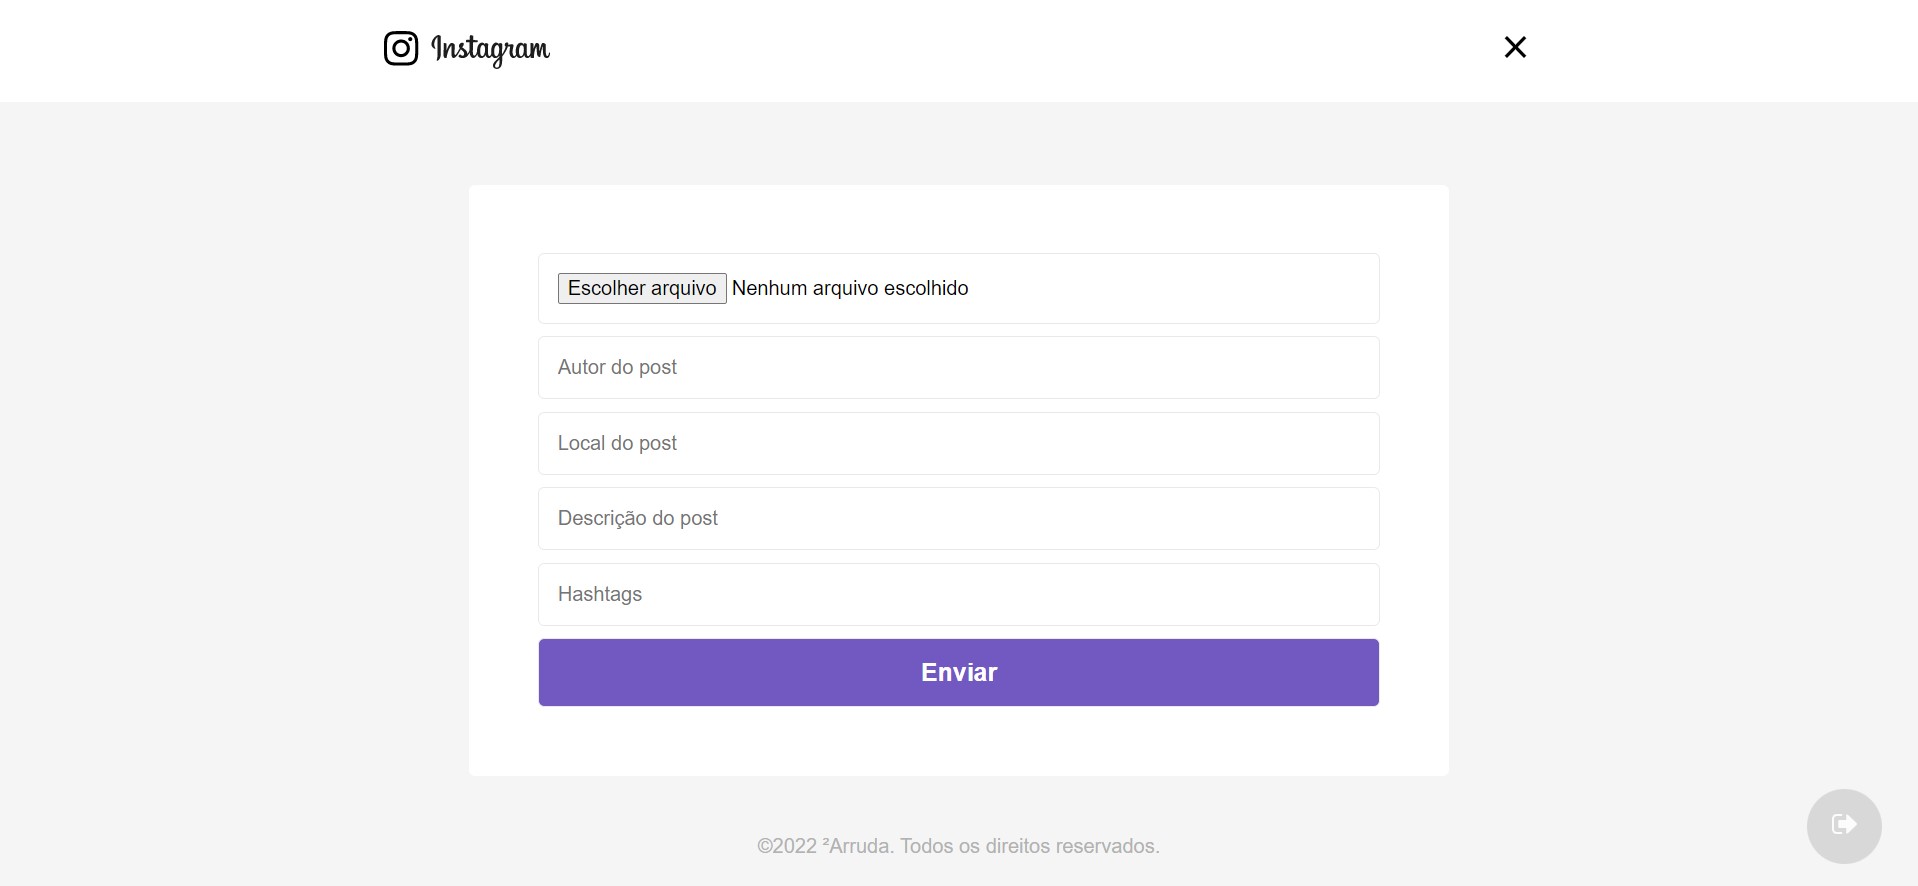 Instagram
Escolher arquivo Nenhum arquivo escolhido
Autor do post
Local do post
Descrição do post
Hashtags
Enviar
©2022 ²Arruda. Todos os direitos reservados.